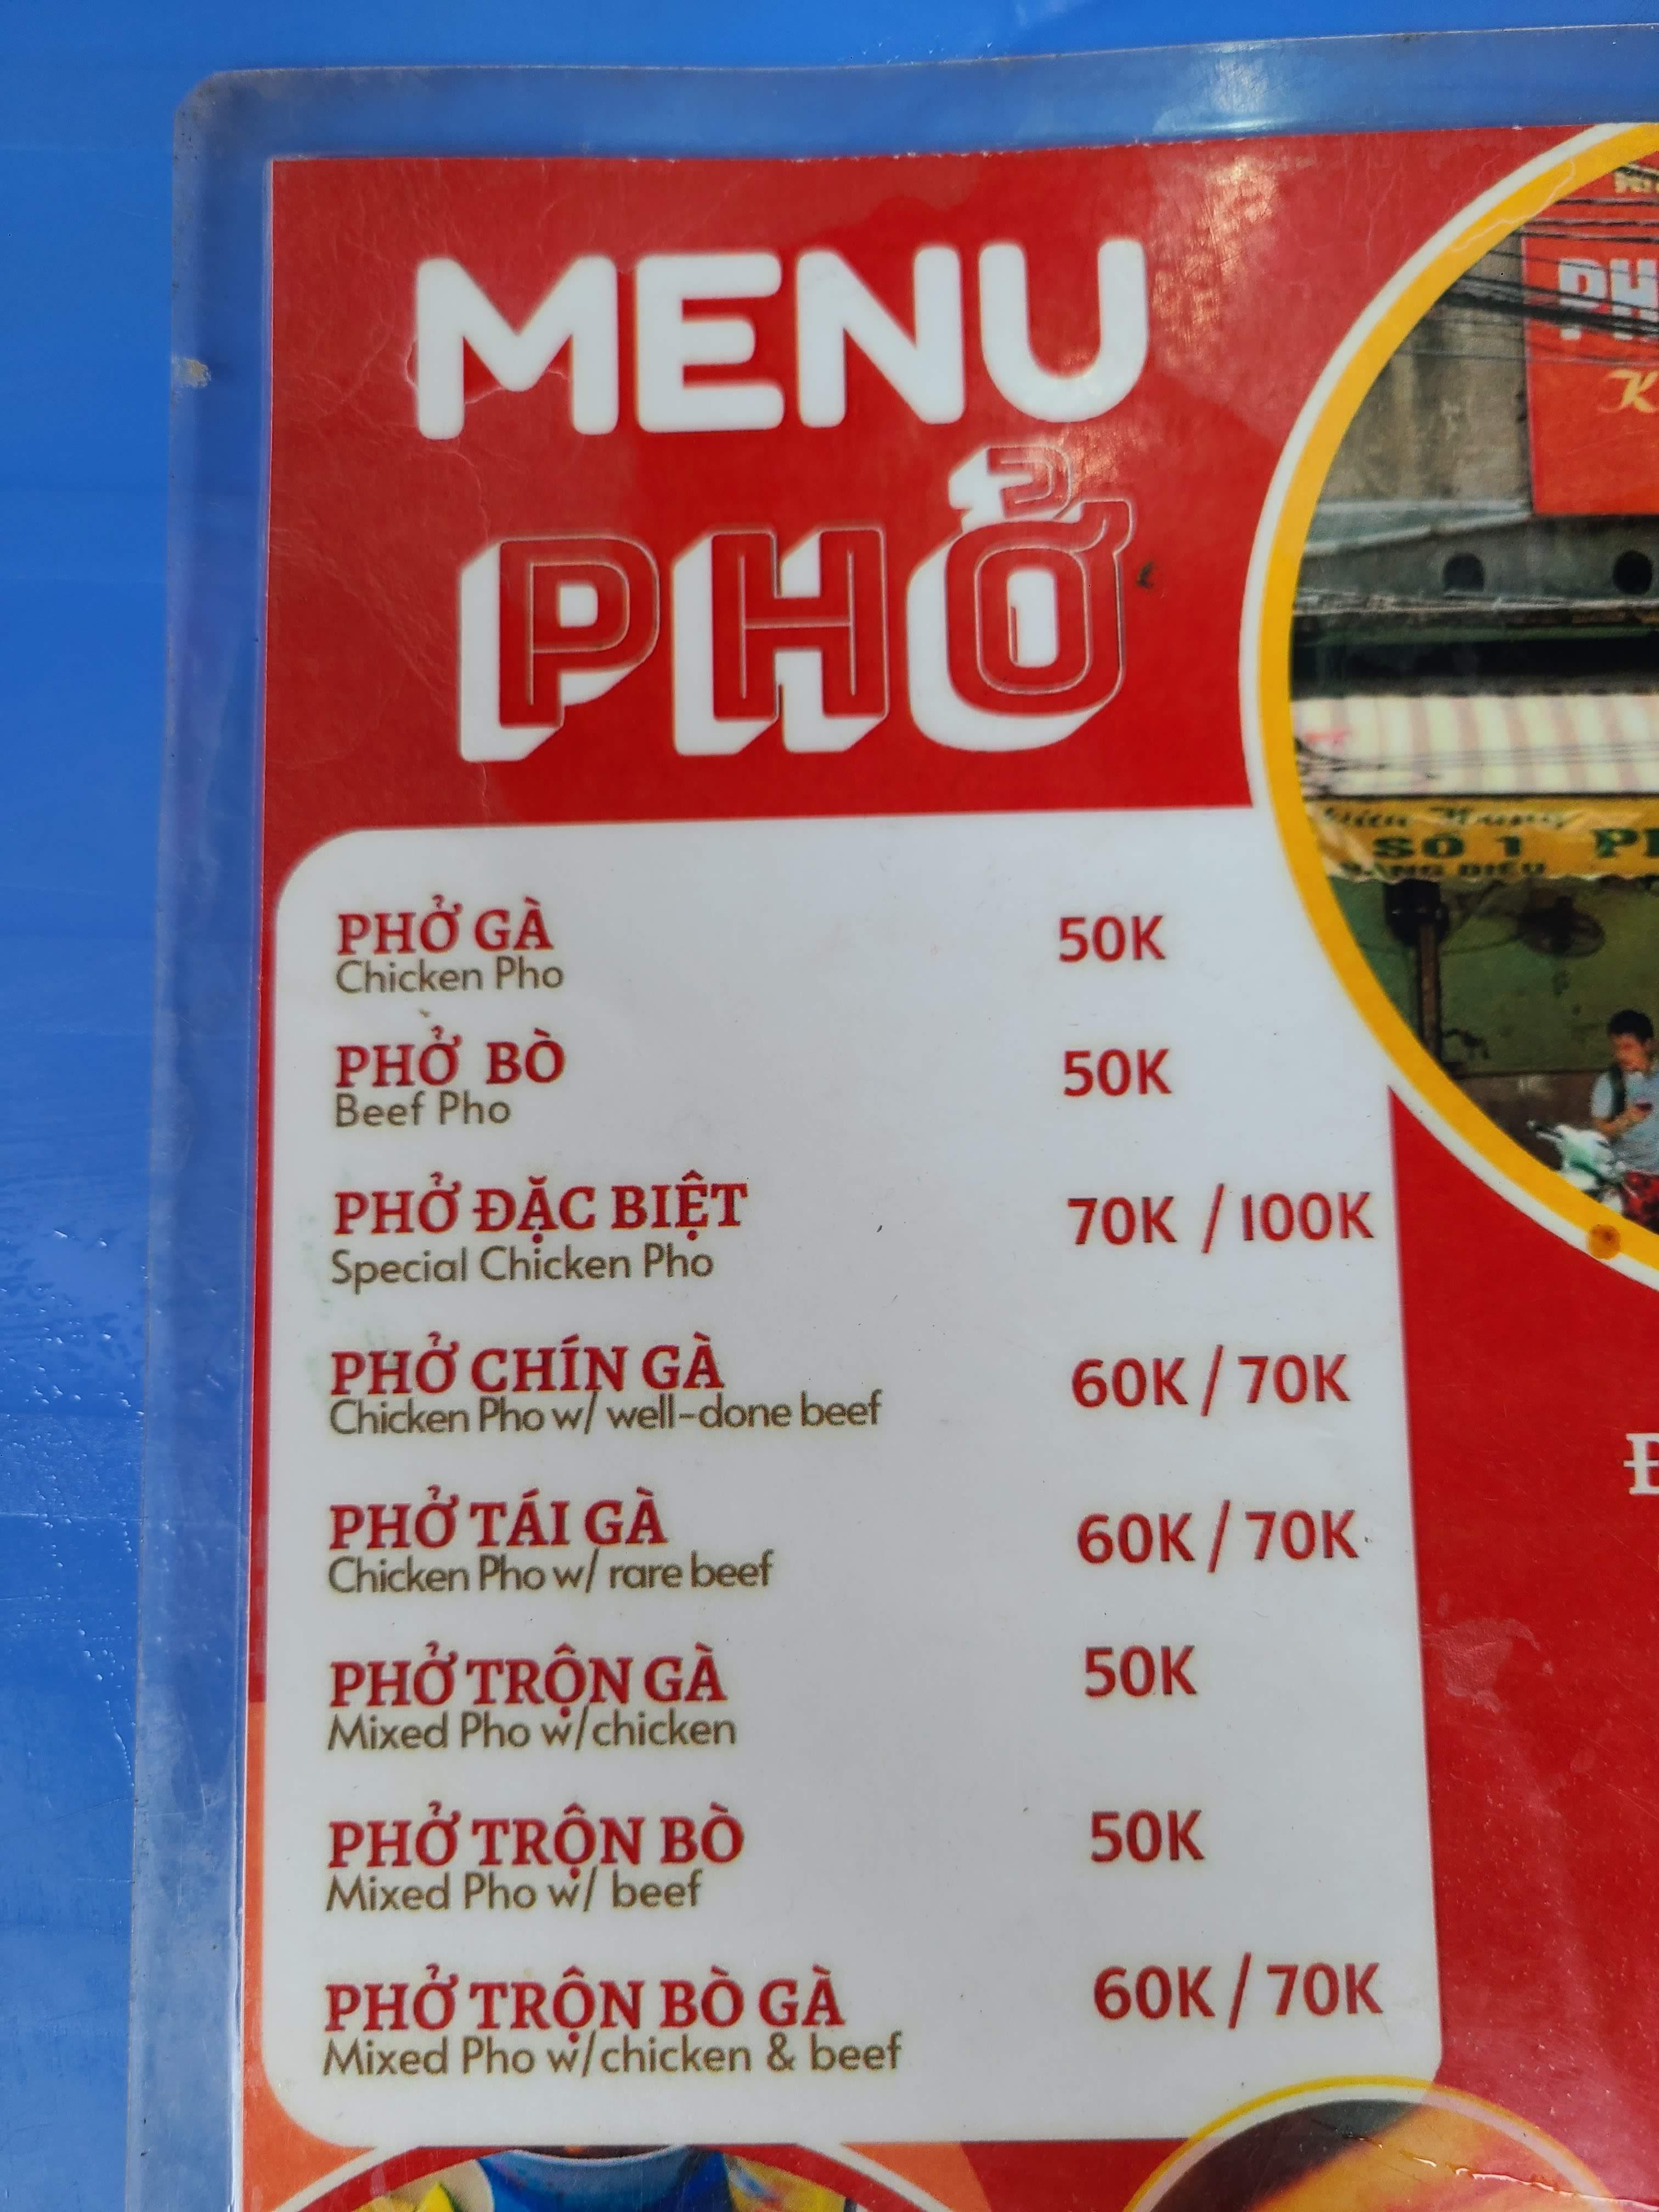 MENU
PHỞ
PHỞ GÀ 50K
Chicken Pho
PHỞ BÒ 50K
Beef Pho
PHỞ ĐẶC BIỆT 70K / 100K
Special Chicken Pho
PHỞ CHÍN GÀ 60K / 70K
Chicken Pho w/ well-done beef
PHỞ TÁI GÀ 60K / 70K
Chicken Pho w/ rare beef
PHỞ TRỘN GÀ 50K
Mixed Pho w/chicken
PHỞ TRỘN BÒ 50K
Mixed Pho w/ beef
PHỞ TRỘN BÒ GÀ 60K / 70K
Mixed Pho w/chicken & beef
PH
K
SỐ 1 P
Đ